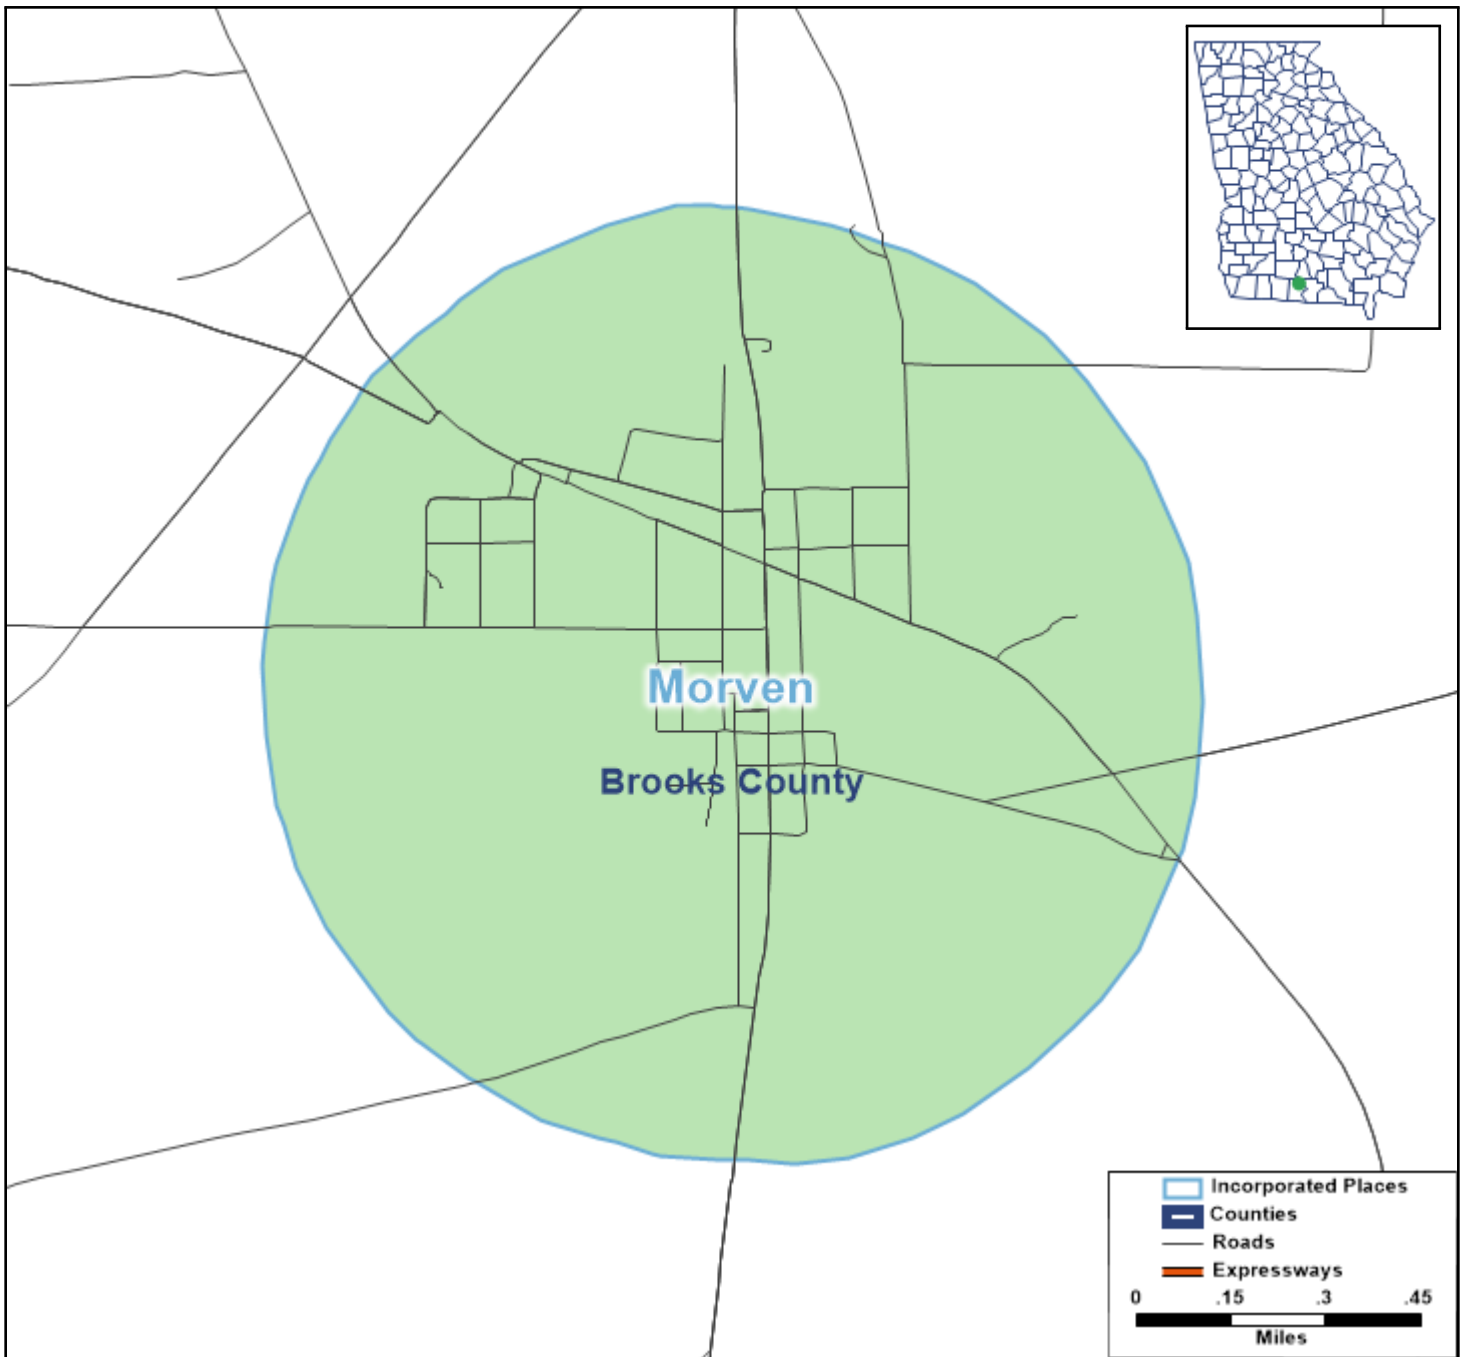 Morven
Brooks County
Incorporated Places
Counties
Roads
Expressways
0 .15 .3 .45
Miles